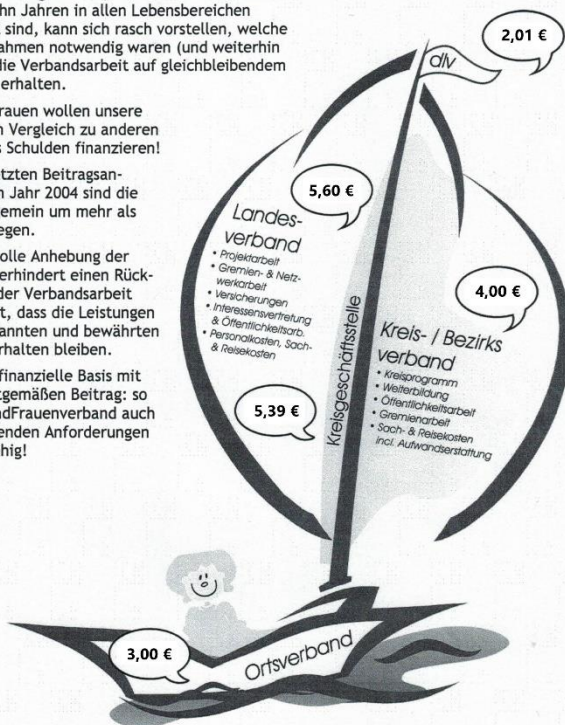 hn Jahren in allen Lebensbereichen
sind, kann sich rasch vorstellen, welche
ahmen notwendig waren (und weiterhin
die Verbandsarbeit auf gleichbleibendem
erhalten.
rauen wollen unsere
Vergleich zu anderen
s Schulden finanzieren!
tzten Beitragsan-
Jahr 2004 sind die
gemein um mehr als
egen.
olle Anhebung der
erhindert einen Rück-
der Verbandsarbeit
t, dass die Leistungen
annten und bewährten
rhalten bleiben.
finanzielle Basis mit
tgemäßen Beitrag: so
ndFrauenverband auch
enden Anforderungen
hig!
2,01 €
dlv
5,60 €
Landes-
verband
• Projektarbeit
• Gremien- & Netz-
werkarbeit
• Versicherungen
• Interessensvertretung
& Öffentlichkeitsarb.
• Personalkosten, Sach-
& Reisekosten
5,39 €
Kreisgeschäftsstelle
4,00 €
Kreis- / Bezirks
verband
• Kreisprogramm
• Weiterbildung
• Öffentlichkeitsarbeit
• Gremienarbeit
• Sach- & Reisekosten
incl. Aufwandserstattung
3,00 €
Ortsverband